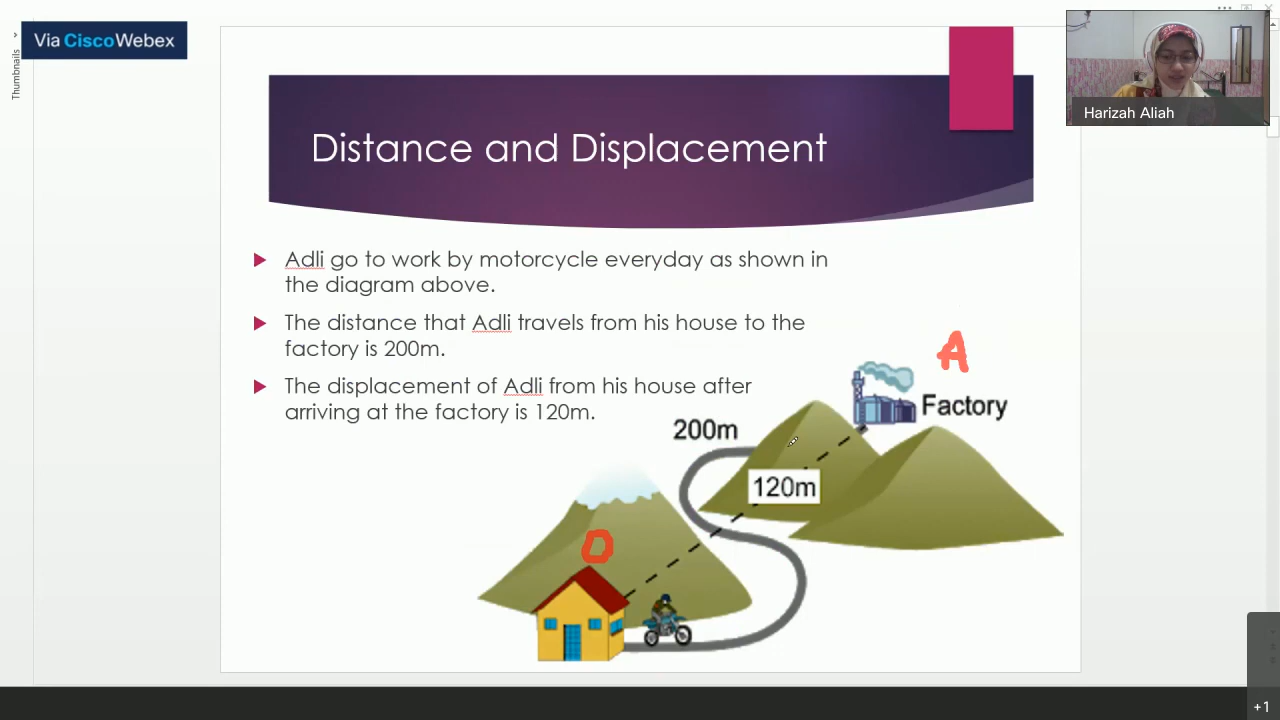 Via CiscoWebex
Thumbnails
Harizah Aliah
Distance and Displacement
Adli go to work by motorcycle everyday as shown in
the diagram above.
The distance that Adli travels from his house to the
factory is 200m.
The displacement of Adli from his house after
arriving at the factory is 120m.
A
Factory
200m
120m
O
+1